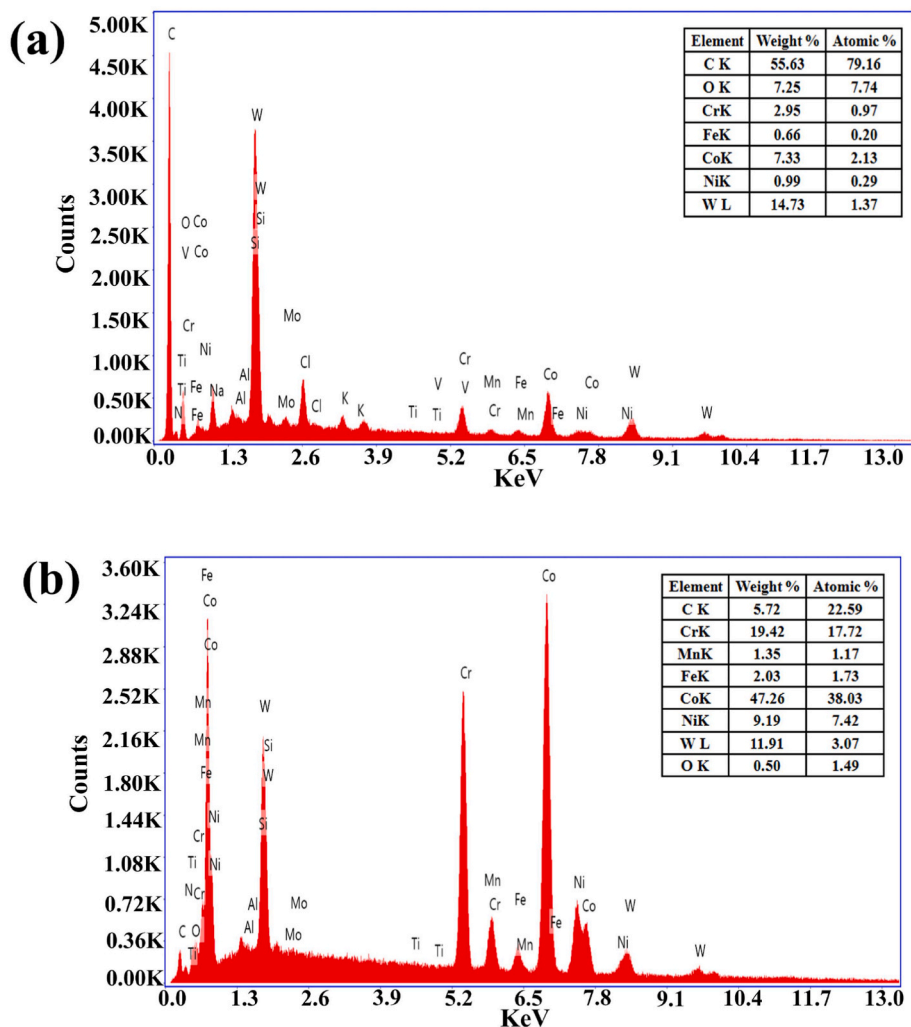 (a)
5.00K
4.50K
4.00K
3.50K
3.00K
2.50K
2.00K
1.50K
1.00K
0.50K
0.00K
Counts
C
W
W
Si
Si
O Co
V Co
Cr
Ti
Ni
Ti
Fe
N
Fe
Na
Al
Al
Mo
Mo
Cl
Cl
K
K
Ti
Ti
V
Cr
V
Mn
Cr
Fe
Mn
Co
Fe
Co
Ni
W
Ni
W
0.0 1.3 2.6 3.9 5.2 6.5 7.8 9.1 10.4 11.7 13.0
KeV
Element Weight % Atomic %
C K 55.63 79.16
O K 7.25 7.74
CrK 2.95 0.97
FeK 0.66 0.20
CoK 7.33 2.13
NiK 0.99 0.29
W L 14.73 1.37
(b)
3.60K
3.24K
2.88K
2.52K
2.16K
1.80K
1.44K
1.08K
0.72K
0.36K
0.00K
Counts
Fe
Co
Co
Mn
Mn
Fe
Ni
Cr
Ti
Ni
N
Cr
C
O
Ti
W
Si
W
Si
Al
Al
Mo
Mo
Ti
Ti
Cr
Mn
Cr
Fe
Mn
Co
Fe
Ni
Co
W
Ni
W
0.0 1.3 2.6 3.9 5.2 6.5 7.8 9.1 10.4 11.7 13.0
KeV
Element Weight % Atomic %
C K 5.72 22.59
CrK 19.42 17.72
MnK 1.35 1.17
FeK 2.03 1.73
CoK 47.26 38.03
NiK 9.19 7.42
W L 11.91 3.07
O K 0.50 1.49